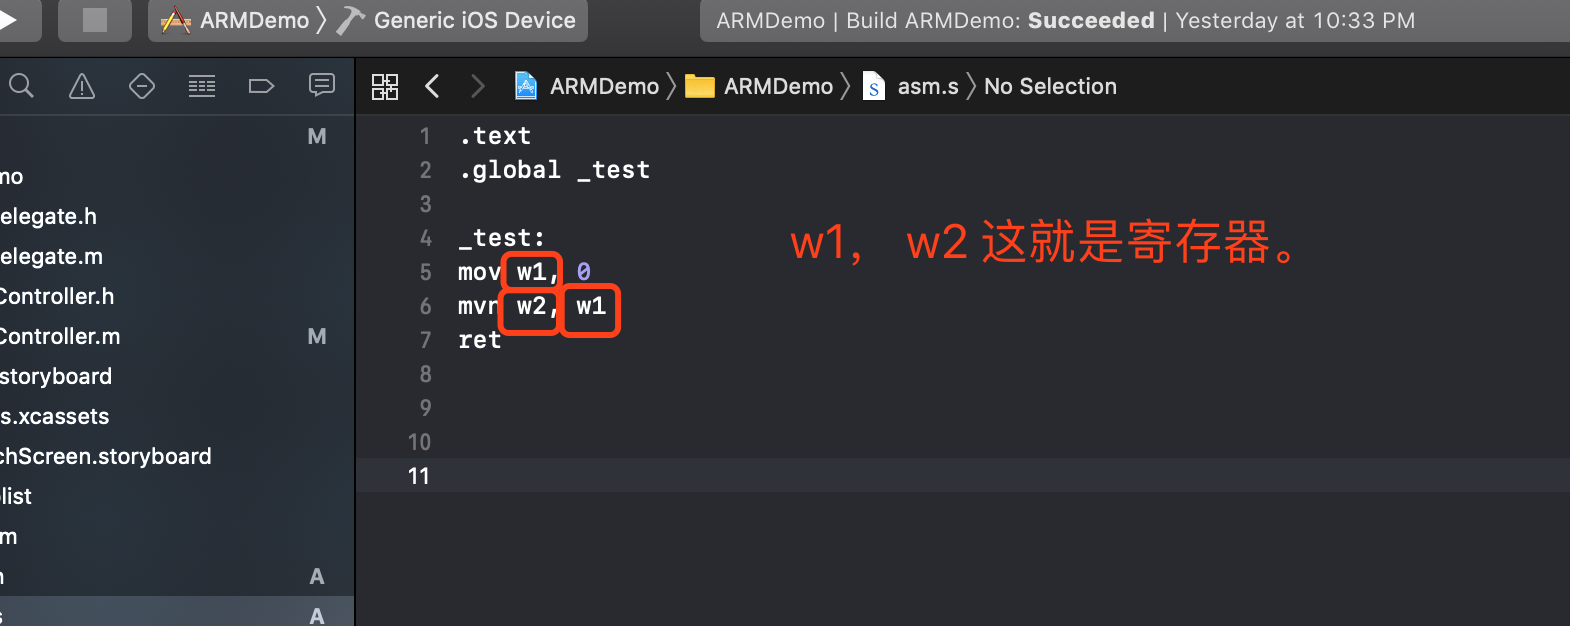 ARMDemo 〉 Generic iOS Device
ARMDemo | Build ARMDemo: Succeeded | Yesterday at 10:33 PM
ARMDemo 〉 ARMDemo 〉 asm.s 〉 No Selection
M
mo
elegate.h
elegate.m
Controller.h
Controller.m M
storyboard
s.xcassets
chScreen.storyboard
list
m
A
s A
1 .text
2 .global _test
3
4 _test:
5 mov w1, 0
6 mvn w2, w1
7 ret
8
9
10
11
w1， w2 这就是寄存器。